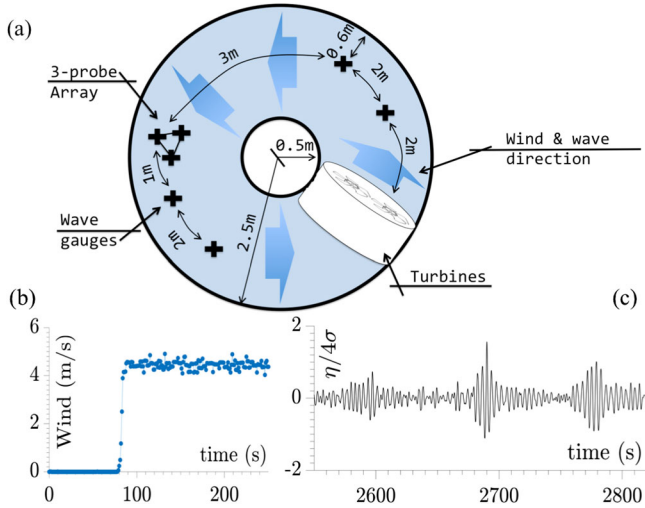 (a)
0.6m
3m
2m
3-probe
Array
2m
0.5m
Wind & wave
direction
1m
Wave
gauges
2m
2.5m
Turbines
(b)
(c)
Wind (m/s)
6
4
2
0
time (s)
0
100
200
η/4σ
2
0
-2
time (s)
2600
2700
2800